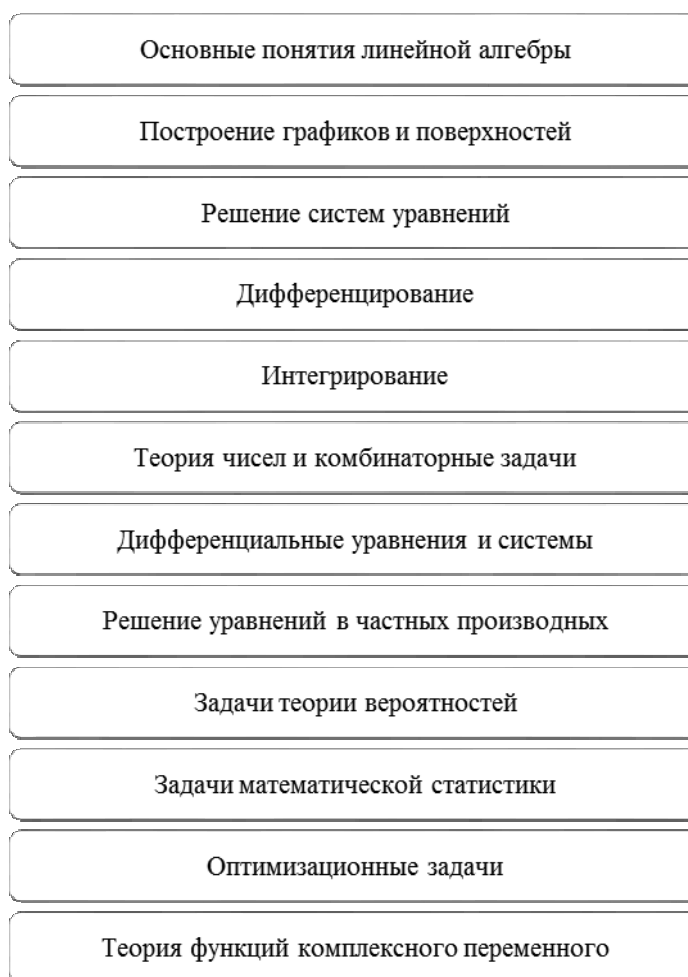 Основные понятия линейной алгебры
Построение графиков и поверхностей
Решение систем уравнений
Дифференцирование
Интегрирование
Теория чисел и комбинаторные задачи
Дифференциальные уравнения и системы
Решение уравнений в частных производных
Задачи теории вероятностей
Задачи математической статистики
Оптимизационные задачи
Теория функций комплексного переменного